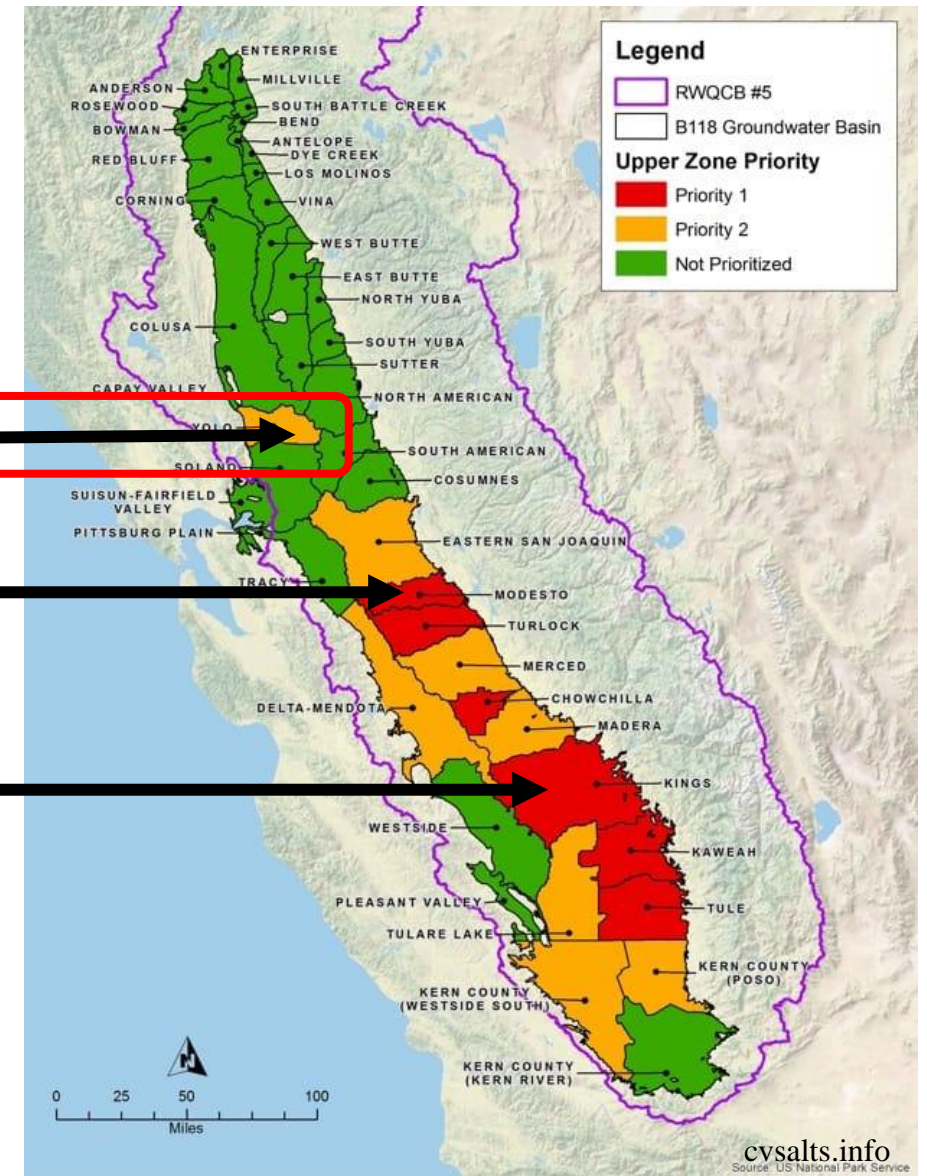 Legend
RWQCB #5
B118 Groundwater Basin
Upper Zone Priority
Priority 1
Priority 2
Not Prioritized
ENTERPRISE
MILLVILLE
ANDERSON
ROSEWOOD
SOUTH BATTLE CREEK
BEND
BOWMAN
ANTELOPE
DYE CREEK
RED BLUFF
LOS MOLINOS
CORNING
VINA
WEST BUTTE
EAST BUTTE
NORTH YUBA
COLUSA
SOUTH YUBA
SUTTER
CAPAY VALLEY
NORTH AMERICAN
YOLO
SOUTH AMERICAN
SOLANO
COSUMNES
SUISUN-FAIRFIELD
VALLEY
PITTSBURG PLAIN
EASTERN SAN JOAQUIN
TRACY
MODESTO
TURLOCK
MERCED
CHOWCHILLA
DELTA-MENDOTA
MADERA
KINGS
WESTSIDE
KAWEAH
PLEASANT VALLEY
TULE
TULARE LAKE
KERN COUNTY
(POSO)
KERN COUNTY
(WESTSIDE SOUTH)
KERN COUNTY
(KERN RIVER)
N
0 25 50 100
Miles
cvsalts.info
Source: US National Park Service